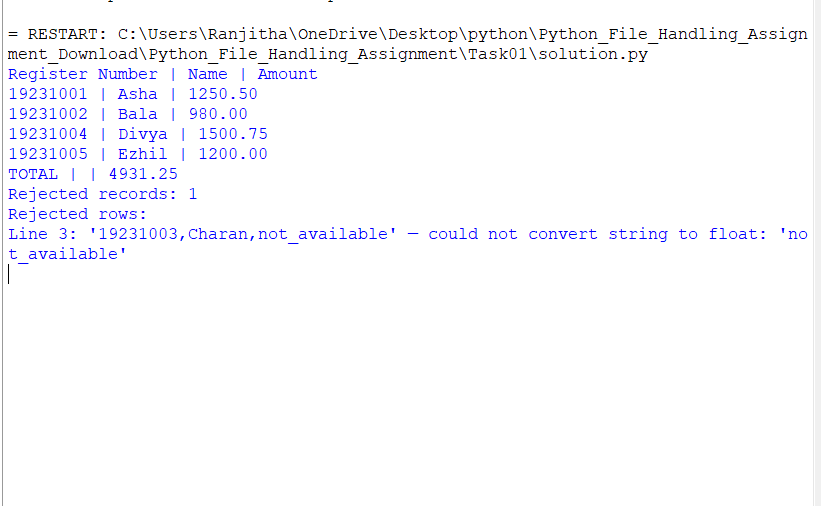 = RESTART: C:\Users\Ranjitha\OneDrive\Desktop\python\Python_File_Handling_Assign
ment_Download\Python_File_Handling_Assignment\Task01\solution.py
Register Number | Name | Amount
19231001 | Asha | 1250.50
19231002 | Bala | 980.00
19231004 | Divya | 1500.75
19231005 | Ezhil | 1200.00
TOTAL | | 4931.25
Rejected records: 1
Rejected rows:
Line 3: '19231003,Charan,not_available' — could not convert string to float: 'no
t_available'